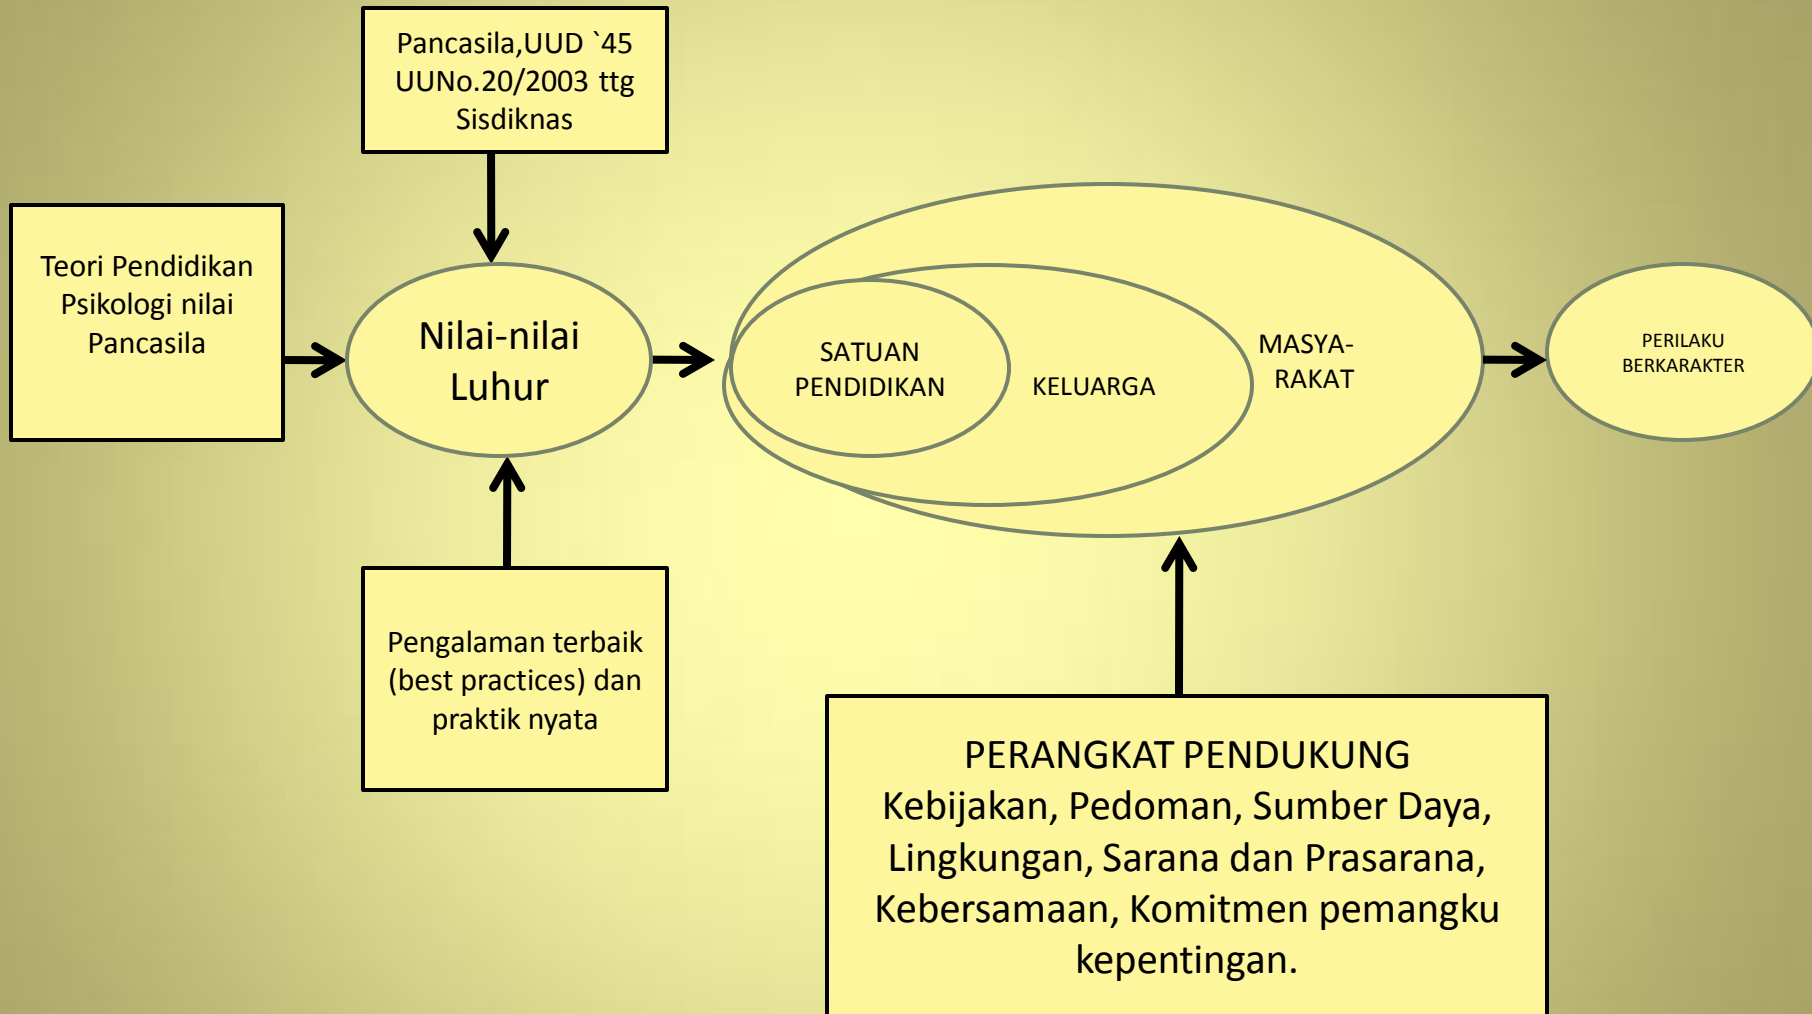 Pancasila,UUD `45
UUNo.20/2003 ttg
Sisdiknas
Teori Pendidikan
Psikologi nilai
Pancasila
Nilai-nilai
Luhur
Pengalaman terbaik
(best practices) dan
praktik nyata
SATUAN
PENDIDIKAN
KELUARGA
MASYA-
RAKAT
PERILAKU
BERKARAKTER
PERANGKAT PENDUKUNG
Kebijakan, Pedoman, Sumber Daya,
Lingkungan, Sarana dan Prasarana,
Kebersamaan, Komitmen pemangku
kepentingan.